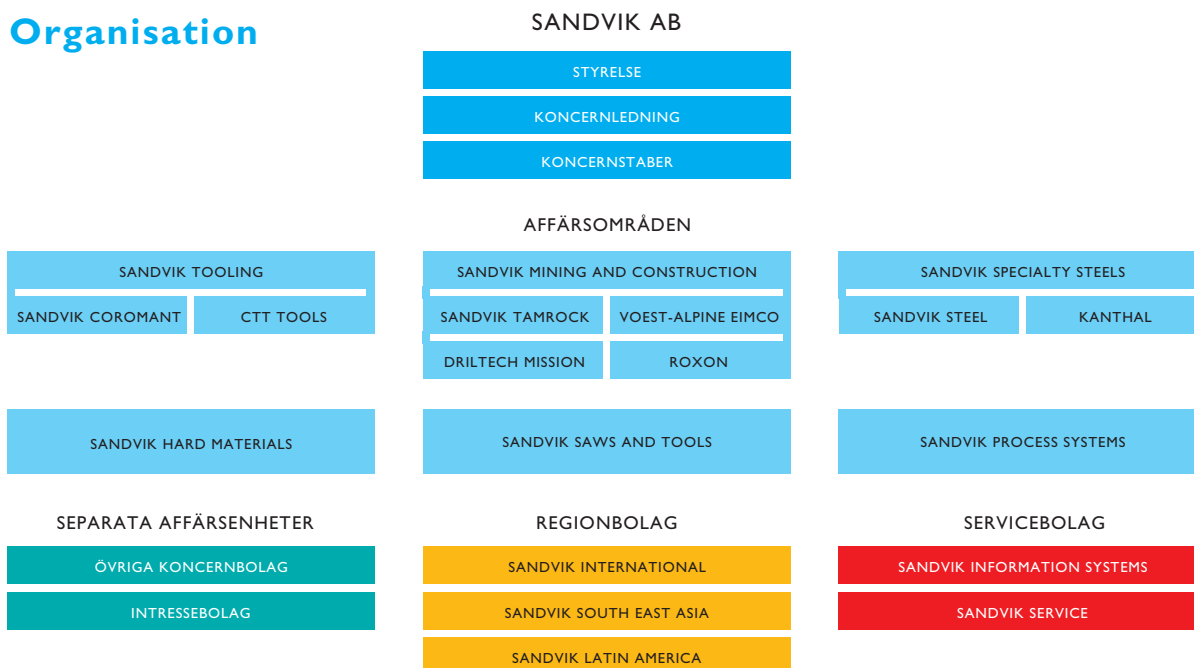 Organisation
SANDVIK AB
STYRELSE
KONCERNLEDNING
KONCERNSTABER
AFFÄRSOMRÅDEN
SANDVIK TOOLING
SANDVIK COROMANT
CTT TOOLS
SANDVIK MINING AND CONSTRUCTION
SANDVIK TAMROCK
VOEST-ALPINE EIMCO
DRILTECH MISSION
ROXON
SANDVIK SPECIALTY STEELS
SANDVIK STEEL
KANTHAL
SANDVIK HARD MATERIALS
SANDVIK SAWS AND TOOLS
SANDVIK PROCESS SYSTEMS
SEPARATA AFFÄRSENHETER
ÖVRIGA KONCERNBOLAG
INTRESSEBOLAG
REGIONBOLAG
SANDVIK INTERNATIONAL
SANDVIK SOUTH EAST ASIA
SANDVIK LATIN AMERICA
SERVICEBOLAG
SANDVIK INFORMATION SYSTEMS
SANDVIK SERVICE